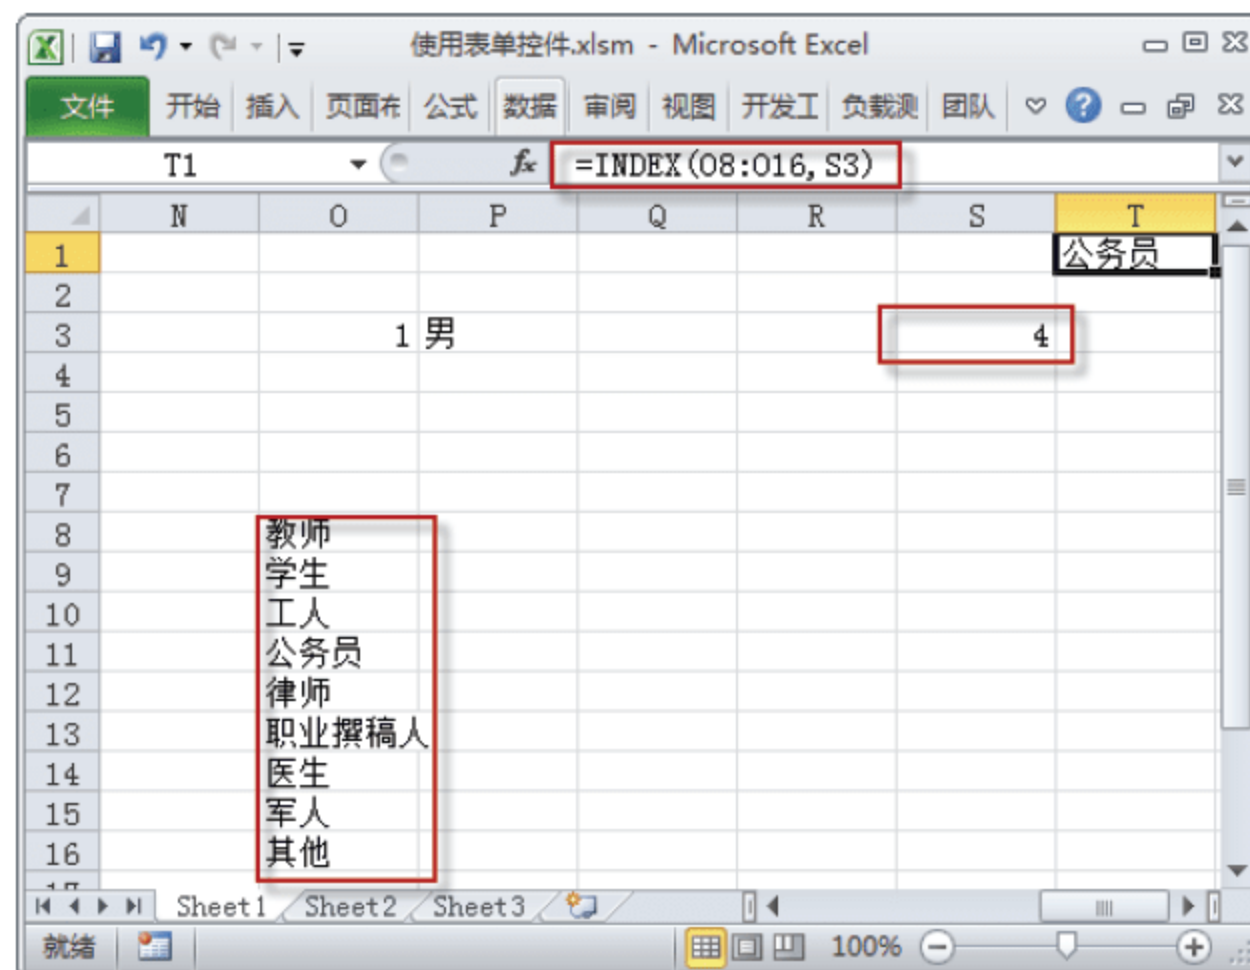 使用表单控件.xlsm - Microsoft Excel
文件 开始 插入 页面布 公式 数据 审阅 视图 开发工 负载测 团队
T1 fx =INDEX(O8:O16,S3)
N O P Q R S T
1 公务员
2
3 1 男 4
4
5
6
7
8 教师
9 学生
10 工人
11 公务员
12 律师
13 职业撰稿人
14 医生
15 军人
16 其他
17
Sheet1 Sheet2 Sheet3
就绪 100%